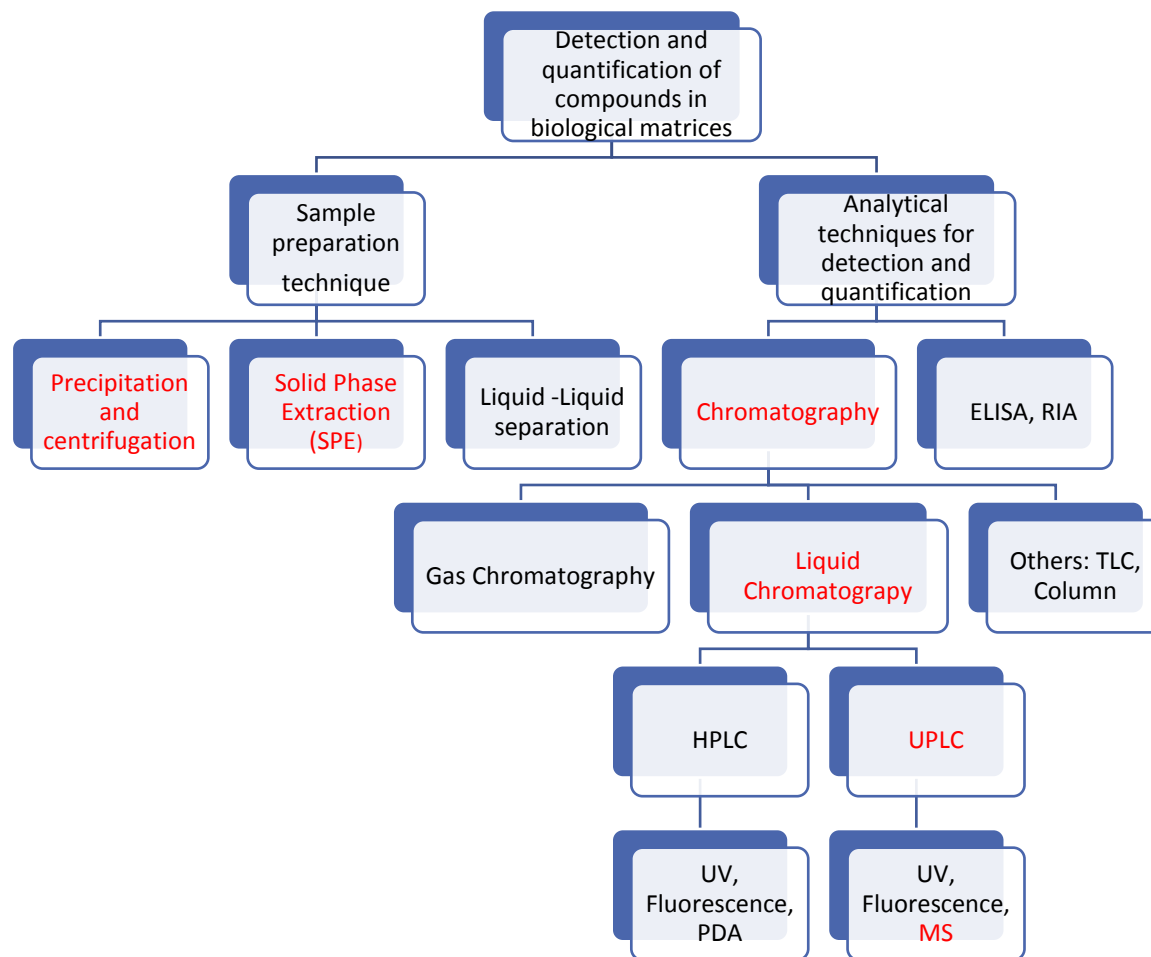 Detection and
quantification of
compounds in
biological matrices
Sample
preparation
technique
Analytical
techniques for
detection and
quantification
Precipitation
and
centrifugation
Solid Phase
Extraction
(SPE)
Liquid -Liquid
separation
Chromatography
ELISA, RIA
Gas Chromatography
Liquid
Chromatograpy
Others: TLC,
Column
HPLC
UPLC
UV,
Fluorescence,
PDA
UV,
Fluorescence,
MS